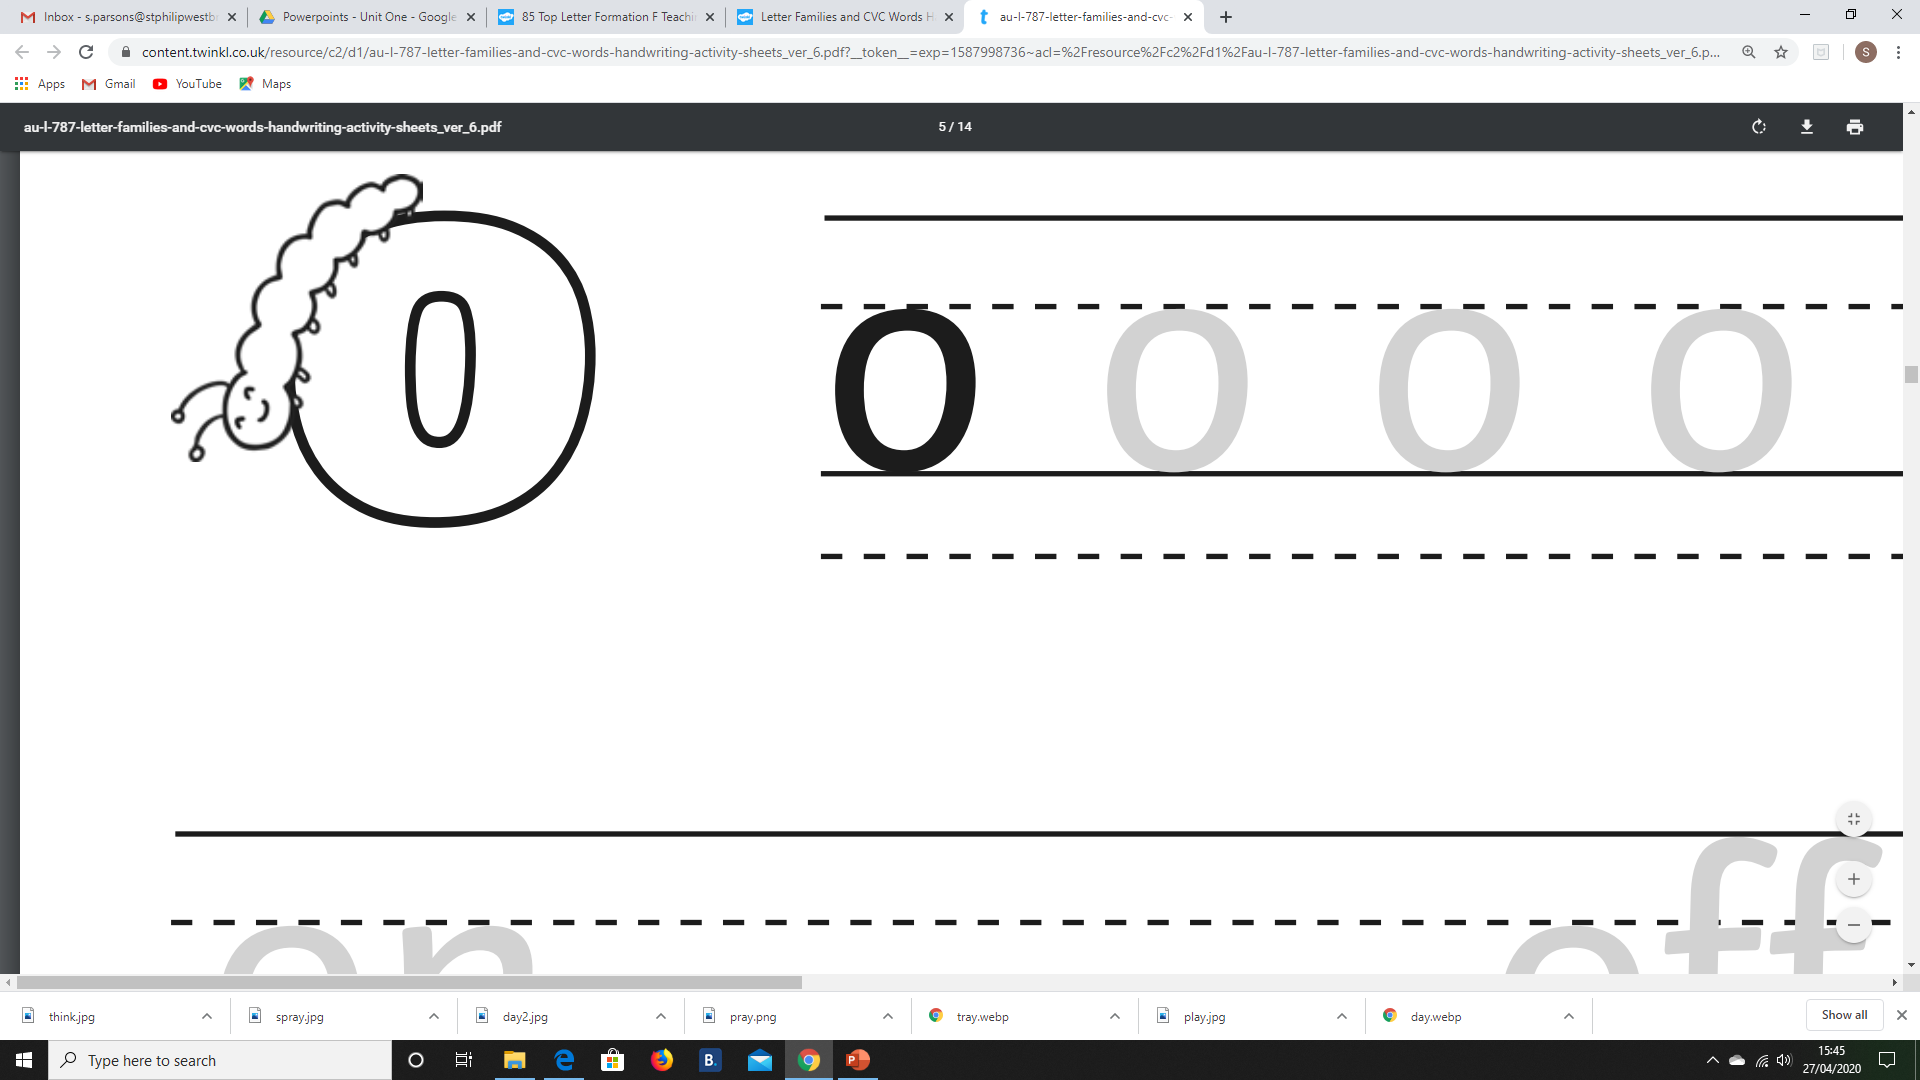 Inbox - s.parsons@stphilipwestbr
Powerpoints - Unit One - Google
85 Top Letter Formation F Teachi
Letter Families and CVC Words H
au-l-787-letter-families-and-cvc-
content.twinkl.co.uk/resource/c2/d1/au-l-787-letter-families-and-cvc-words-handwriting-activity-sheets_ver_6.pdf?__token__=exp=1587998736~acl=%2Fresource%2Fc2%2Fd1%2Fau-l-787-letter-families-and-cvc-words-handwriting-activity-sheets_ver_6.p...
S
Apps Gmail YouTube Maps
au-l-787-letter-families-and-cvc-words-handwriting-activity-sheets_ver_6.pdf
5 / 14
o
o o o o
on off
think.jpg
spray.jpg
day2.jpg
pray.png
tray.webp
play.jpg
day.webp
Show all
Type here to search
B.
15:45
27/04/2020